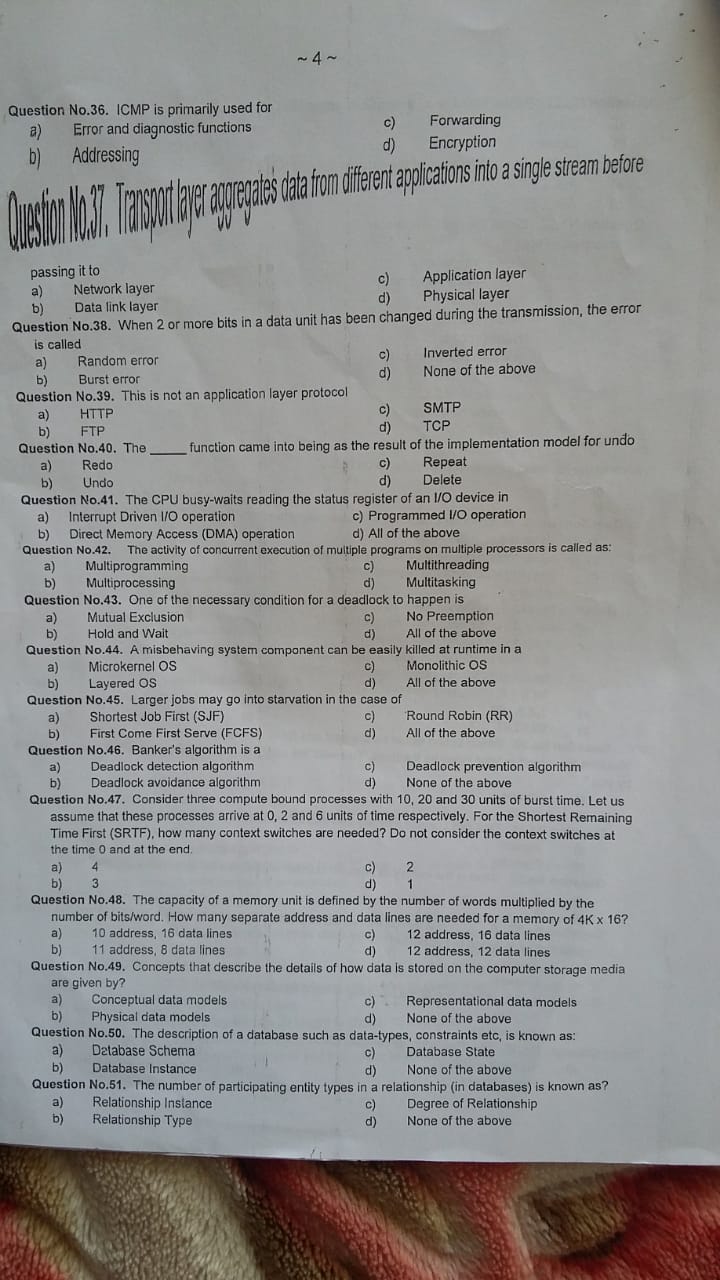 ~ 4 ~
Question No.36. ICMP is primarily used for
a) Error and diagnostic functions c) Forwarding
b) Addressing d) Encryption
Question No.37. Transport layer aggregates data from different applications into a single stream before
passing it to
a) Network layer c) Application layer
b) Data link layer d) Physical layer
Question No.38. When 2 or more bits in a data unit has been changed during the transmission, the error
is called
a) Random error c) Inverted error
b) Burst error d) None of the above
Question No.39. This is not an application layer protocol
a) HTTP c) SMTP
b) FTP d) TCP
Question No.40. The _____ function came into being as the result of the implementation model for undo
a) Redo c) Repeat
b) Undo d) Delete
Question No.41. The CPU busy-waits reading the status register of an I/O device in
a) Interrupt Driven I/O operation c) Programmed I/O operation
b) Direct Memory Access (DMA) operation d) All of the above
Question No.42. The activity of concurrent execution of multiple programs on multiple processors is called as:
a) Multiprogramming c) Multithreading
b) Multiprocessing d) Multitasking
Question No.43. One of the necessary condition for a deadlock to happen is
a) Mutual Exclusion c) No Preemption
b) Hold and Wait d) All of the above
Question No.44. A misbehaving system component can be easily killed at runtime in a
a) Microkernel OS c) Monolithic OS
b) Layered OS d) All of the above
Question No.45. Larger jobs may go into starvation in the case of
a) Shortest Job First (SJF) c) Round Robin (RR)
b) First Come First Serve (FCFS) d) All of the above
Question No.46. Banker's algorithm is a
a) Deadlock detection algorithm c) Deadlock prevention algorithm
b) Deadlock avoidance algorithm d) None of the above
Question No.47. Consider three compute bound processes with 10, 20 and 30 units of burst time. Let us
assume that these processes arrive at 0, 2 and 6 units of time respectively. For the Shortest Remaining
Time First (SRTF), how many context switches are needed? Do not consider the context switches at
the time 0 and at the end.
a) 4 c) 2
b) 3 d) 1
Question No.48. The capacity of a memory unit is defined by the number of words multiplied by the
number of bits/word. How many separate address and data lines are needed for a memory of 4K x 16?
a) 10 address, 16 data lines c) 12 address, 16 data lines
b) 11 address, 8 data lines d) 12 address, 12 data lines
Question No.49. Concepts that describe the details of how data is stored on the computer storage media
are given by?
a) Conceptual data models c) Representational data models
b) Physical data models d) None of the above
Question No.50. The description of a database such as data-types, constraints etc, is known as:
a) Database Schema c) Database State
b) Database Instance d) None of the above
Question No.51. The number of participating entity types in a relationship (in databases) is known as?
a) Relationship Instance c) Degree of Relationship
b) Relationship Type d) None of the above